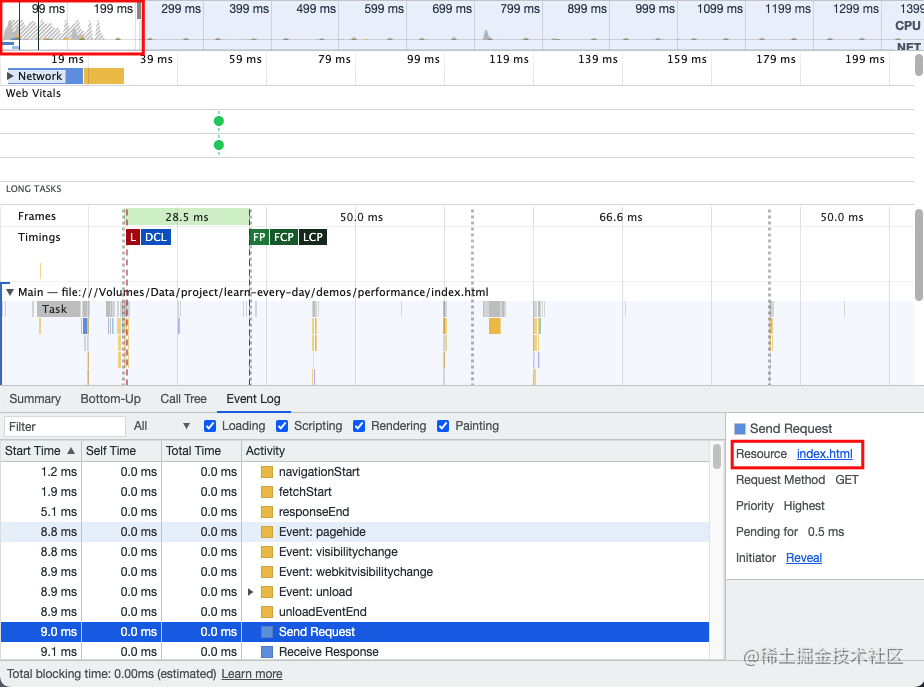 99 ms 199 ms 299 ms 399 ms 499 ms 599 ms 699 ms 799 ms 899 ms 999 ms 1099 ms 1199 ms 1299 ms 1399
CPU
NET
19 ms 39 ms 59 ms 79 ms 99 ms 119 ms 139 ms 159 ms 179 ms 199 ms
Network
Web Vitals
LONG TASKS
Frames 28.5 ms 50.0 ms 66.6 ms 50.0 ms
Timings L DCL FP FCP LCP
Main — file:///Volumes/Data/project/learn-every-day/demos/performance/index.html
Task
Summary Bottom-Up Call Tree Event Log
Filter All Loading Scripting Rendering Painting
Start Time Self Time Total Time Activity
1.2 ms 0.0 ms 0.0 ms navigationStart
1.9 ms 0.0 ms 0.0 ms fetchStart
5.1 ms 0.0 ms 0.0 ms responseEnd
8.8 ms 0.0 ms 0.0 ms Event: pagehide
8.8 ms 0.0 ms 0.0 ms Event: visibilitychange
8.9 ms 0.0 ms 0.0 ms Event: webkitvisibilitychange
8.9 ms 0.0 ms 0.0 ms Event: unload
8.9 ms 0.0 ms 0.0 ms unloadEventEnd
9.0 ms 0.0 ms 0.0 ms Send Request
9.1 ms 0.0 ms 0.0 ms Receive Response
Send Request
Resource index.html
Request Method GET
Priority Highest
Pending for 0.5 ms
Initiator Reveal
Total blocking time: 0.00ms (estimated) Learn more
@稀土掘金技术社区